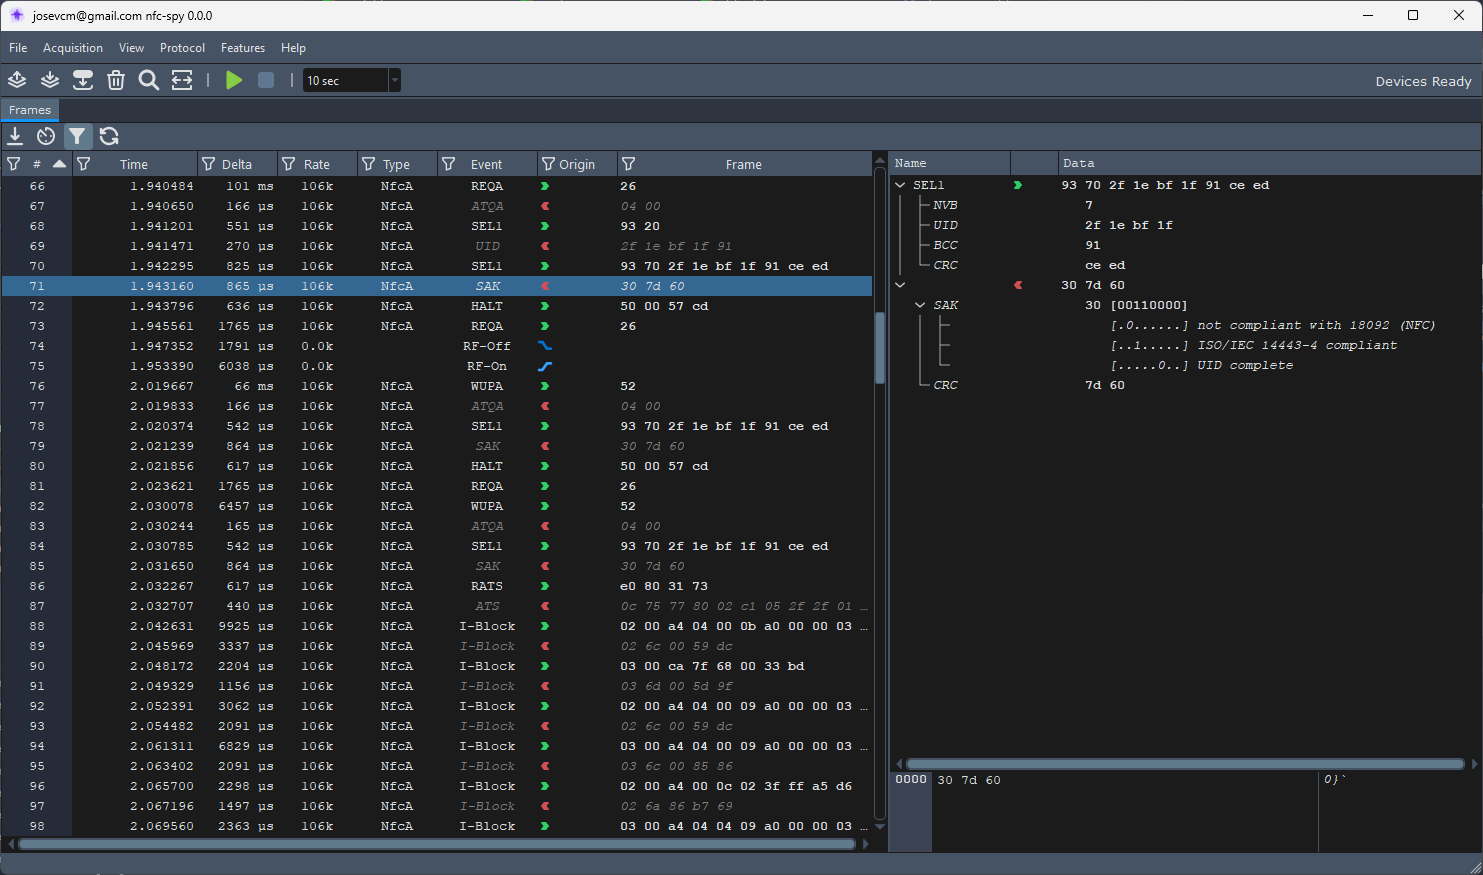 josevcm@gmail.com nfc-spy 0.0.0
File Acquisition View Protocol Features Help
10 sec Devices Ready
Frames
# Time Delta Rate Type Event Origin Frame
66 1.940484 101 ms 106k NfcA REQA 26
67 1.940650 166 µs 106k NfcA ATQA 04 00
68 1.941201 551 µs 106k NfcA SEL1 93 20
69 1.941471 270 µs 106k NfcA UID 2f 1e bf 1f 91
70 1.942295 825 µs 106k NfcA SEL1 93 70 2f 1e bf 1f 91 ce ed
71 1.943160 865 µs 106k NfcA SAK 30 7d 60
72 1.943796 636 µs 106k NfcA HALT 50 00 57 cd
73 1.945561 1765 µs 106k NfcA REQA 26
74 1.947352 1791 µs 0.0k RF-Off
75 1.953390 6038 µs 0.0k RF-On
76 2.019667 66 ms 106k NfcA WUPA 52
77 2.019833 166 µs 106k NfcA ATQA 04 00
78 2.020374 542 µs 106k NfcA SEL1 93 70 2f 1e bf 1f 91 ce ed
79 2.021239 864 µs 106k NfcA SAK 30 7d 60
80 2.021856 617 µs 106k NfcA HALT 50 00 57 cd
81 2.023621 1765 µs 106k NfcA REQA 26
82 2.030078 6457 µs 106k NfcA WUPA 52
83 2.030244 165 µs 106k NfcA ATQA 04 00
84 2.030785 542 µs 106k NfcA SEL1 93 70 2f 1e bf 1f 91 ce ed
85 2.031650 864 µs 106k NfcA SAK 30 7d 60
86 2.032267 617 µs 106k NfcA RATS e0 80 31 73
87 2.032707 440 µs 106k NfcA ATS 0c 75 77 80 02 c1 05 2f 2f 01 …
88 2.042631 9925 µs 106k NfcA I-Block 02 00 a4 04 00 0b a0 00 00 03 …
89 2.045969 3337 µs 106k NfcA I-Block 02 6c 00 59 dc
90 2.048172 2204 µs 106k NfcA I-Block 03 00 ca 7f 68 00 33 bd
91 2.049329 1156 µs 106k NfcA I-Block 03 6d 00 5d 9f
92 2.052391 3062 µs 106k NfcA I-Block 02 00 a4 04 00 09 a0 00 00 03 …
93 2.054482 2091 µs 106k NfcA I-Block 02 6c 00 59 dc
94 2.061311 6829 µs 106k NfcA I-Block 03 00 a4 04 00 09 a0 00 00 03 …
95 2.063402 2091 µs 106k NfcA I-Block 03 6c 00 85 86
96 2.065700 2298 µs 106k NfcA I-Block 02 00 a4 00 0c 02 3f ff a5 d6
97 2.067196 1497 µs 106k NfcA I-Block 02 6a 86 b7 69
98 2.069560 2363 µs 106k NfcA I-Block 03 00 a4 04 04 09 a0 00 00 03 …
Name Data
SEL1 93 70 2f 1e bf 1f 91 ce ed
NVB 7
UID 2f 1e bf 1f
BCC 91
CRC ce ed
30 7d 60
SAK 30 [00110000]
[.0......] not compliant with 18092 (NFC)
[..1.....] ISO/IEC 14443-4 compliant
[.....0..] UID complete
CRC 7d 60
0000 30 7d 60 0}`